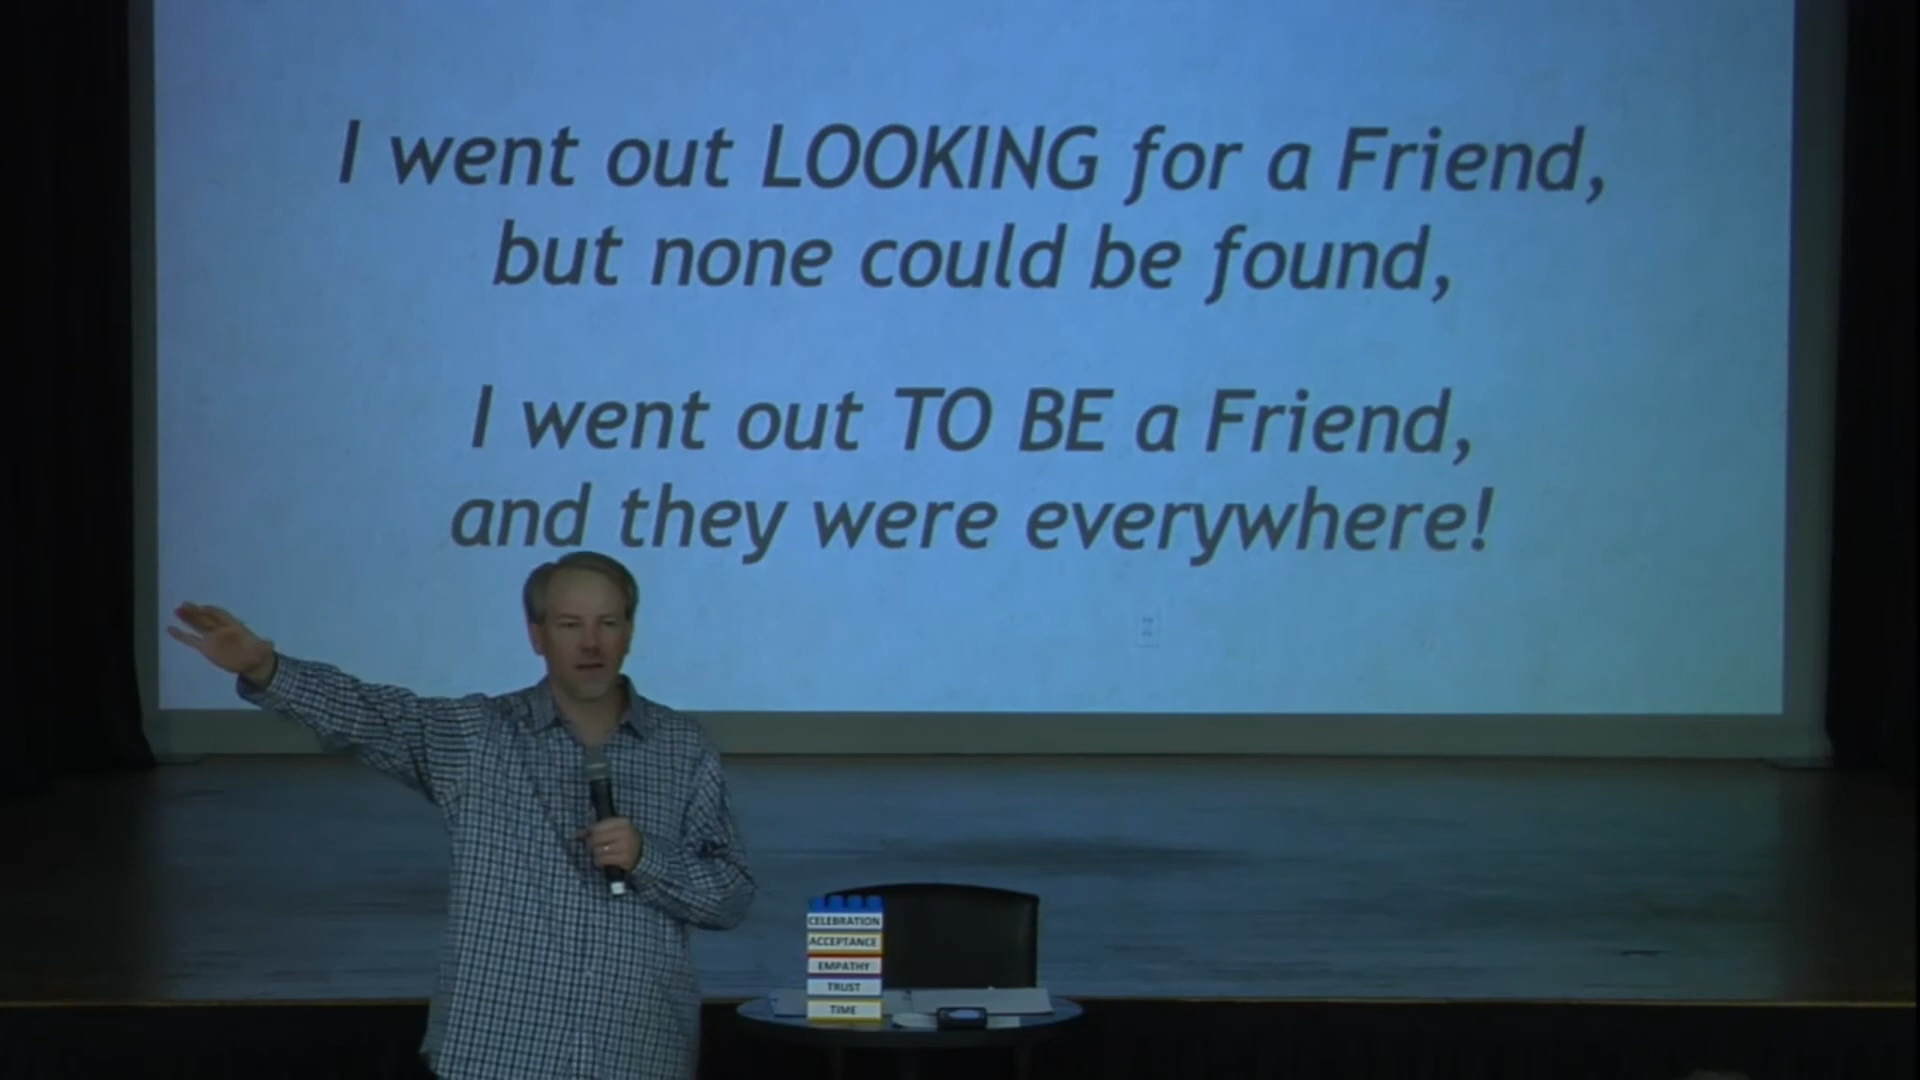 I went out LOOKING for a Friend,
but none could be found,
I went out TO BE a Friend,
and they were everywhere!
CELEBRATION
ACCEPTANCE
EMPATHY
TRUST
TIME